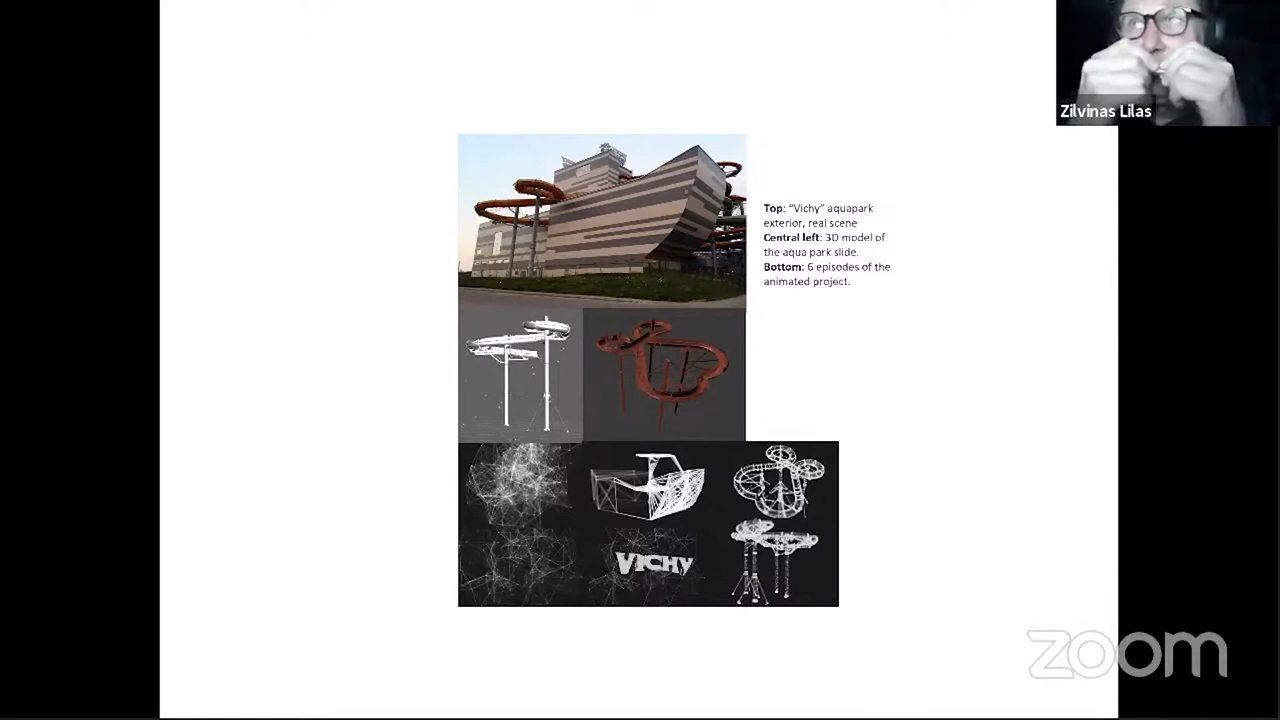 Zilvinas Lilas
Top: “Vichy” aquapark
exterior, real scene
Central left: 3D model of
the aqua park slide.
Bottom: 6 episodes of the
animated project.
VICHY
zoom